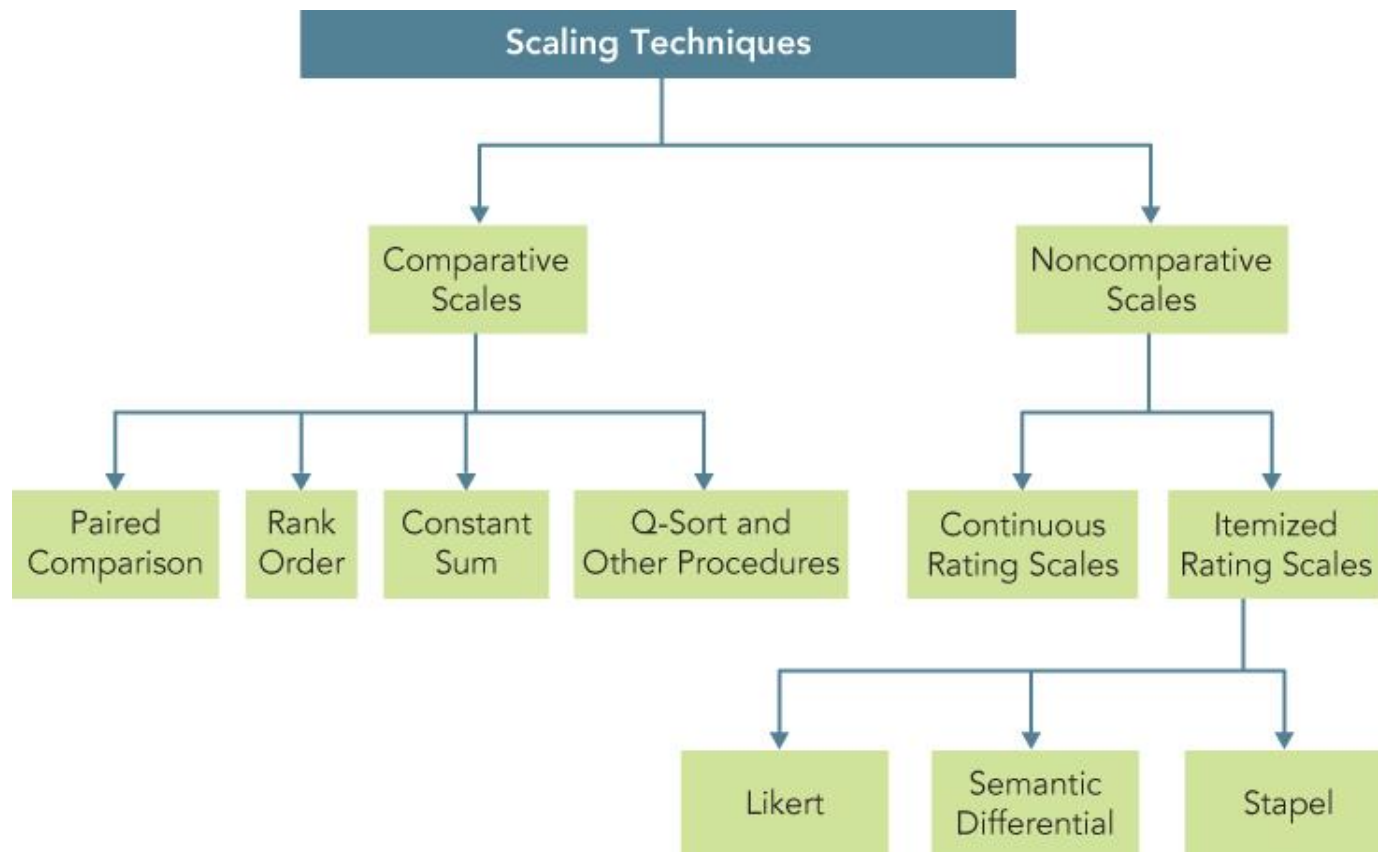 Scaling Techniques
Comparative
Scales
Noncomparative
Scales
Paired
Comparison
Rank
Order
Constant
Sum
Q-Sort and
Other Procedures
Continuous
Rating Scales
Itemized
Rating Scales
Likert
Semantic
Differential
Stapel